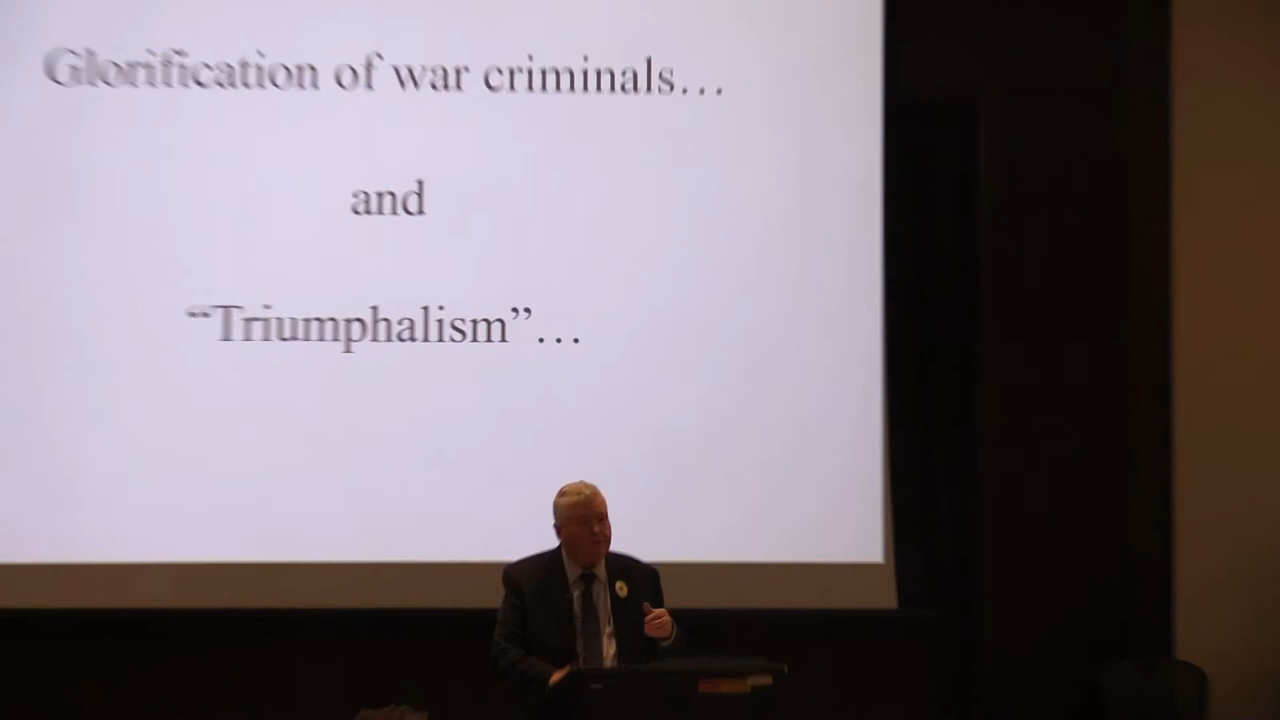 Glorification of war criminals…
and
“Triumphalism”…